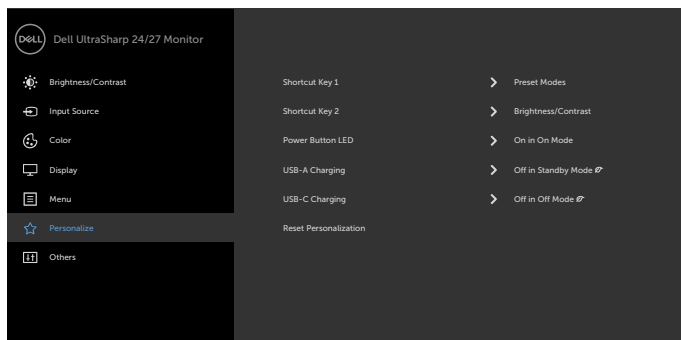 DELL Dell UltraSharp 24/27 Monitor
Brightness/Contrast
Input Source
Color
Display
Menu
Personalize
Others
Shortcut Key 1 Preset Modes
Shortcut Key 2 Brightness/Contrast
Power Button LED On in On Mode
USB-A Charging Off in Standby Mode
USB-C Charging Off in Off Mode
Reset Personalization